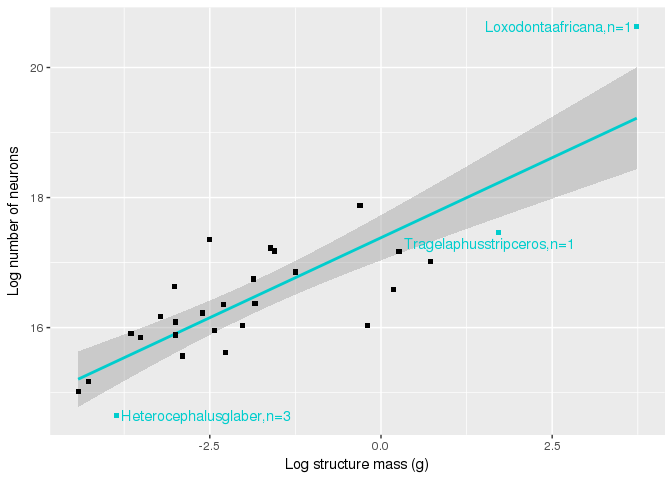 Loxodontaafricana,n=1
20
18
Tragelaphusstripceros,n=1
16
Heterocephalusglaber,n=3
-2.5
0.0
2.5
Log structure mass (g)
Log number of neurons